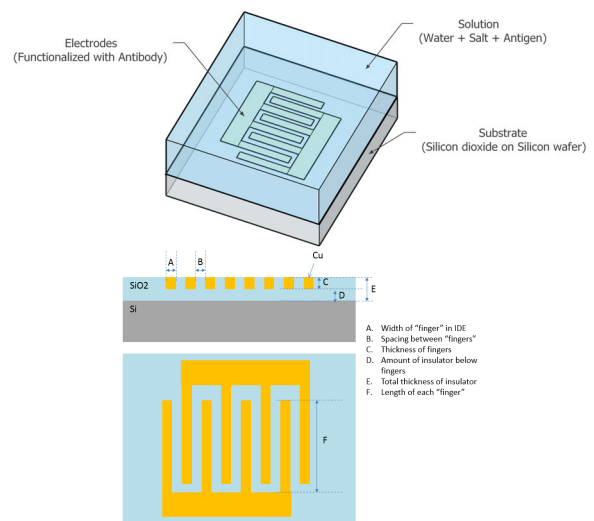 Solution
(Water + Salt + Antigen)
Electrodes
(Functionalized with Antibody)
Substrate
(Silicon dioxide on Silicon wafer)
Cu
A
B
C
SiO2
D
E
Si
A. Width of “finger” in IDE
B. Spacing between “fingers”
C. Thickness of fingers
D. Amount of insulator below
fingers
E. Total thickness of insulator
F. Length of each “finger”
F